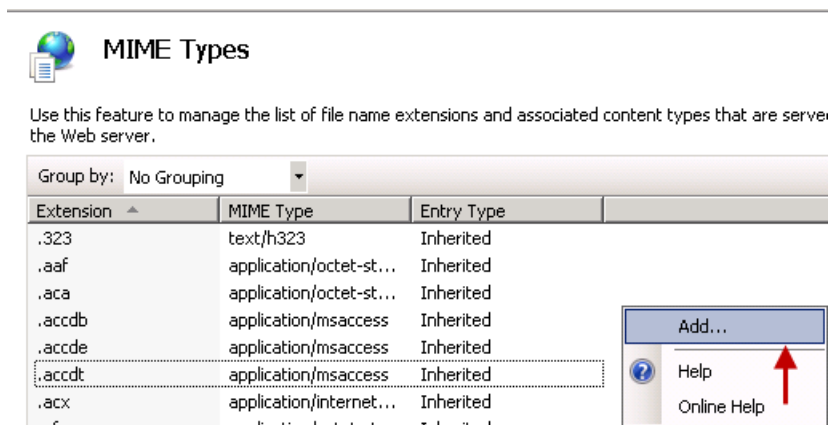 MIME Types
Use this feature to manage the list of file name extensions and associated content types that are serve
the Web server.
Group by: No Grouping
Extension MIME Type Entry Type
.323 text/h323 Inherited
.aaf application/octet-st... Inherited
.aca application/octet-st... Inherited
.accdb application/msaccess Inherited
.accde application/msaccess Inherited
.accdt application/msaccess Inherited
.acx application/internet... Inherited
Add...
Help
Online Help